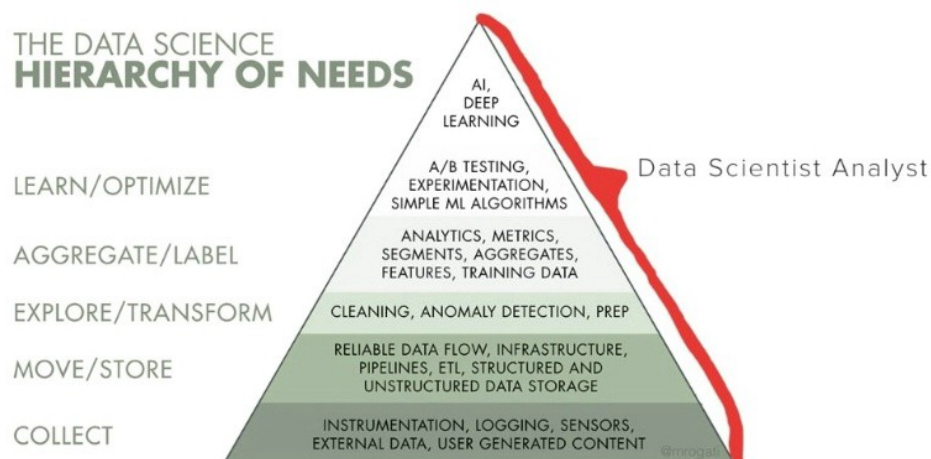 THE DATA SCIENCE
HIERARCHY OF NEEDS
AI,
DEEP
LEARNING
LEARN/OPTIMIZE
A/B TESTING,
EXPERIMENTATION,
SIMPLE ML ALGORITHMS
Data Scientist Analyst
AGGREGATE/LABEL
ANALYTICS, METRICS,
SEGMENTS, AGGREGATES,
FEATURES, TRAINING DATA
EXPLORE/TRANSFORM
CLEANING, ANOMALY DETECTION, PREP
MOVE/STORE
RELIABLE DATA FLOW, INFRASTRUCTURE,
PIPELINES, ETL, STRUCTURED AND
UNSTRUCTURED DATA STORAGE
COLLECT
INSTRUMENTATION, LOGGING, SENSORS,
EXTERNAL DATA, USER GENERATED CONTENT